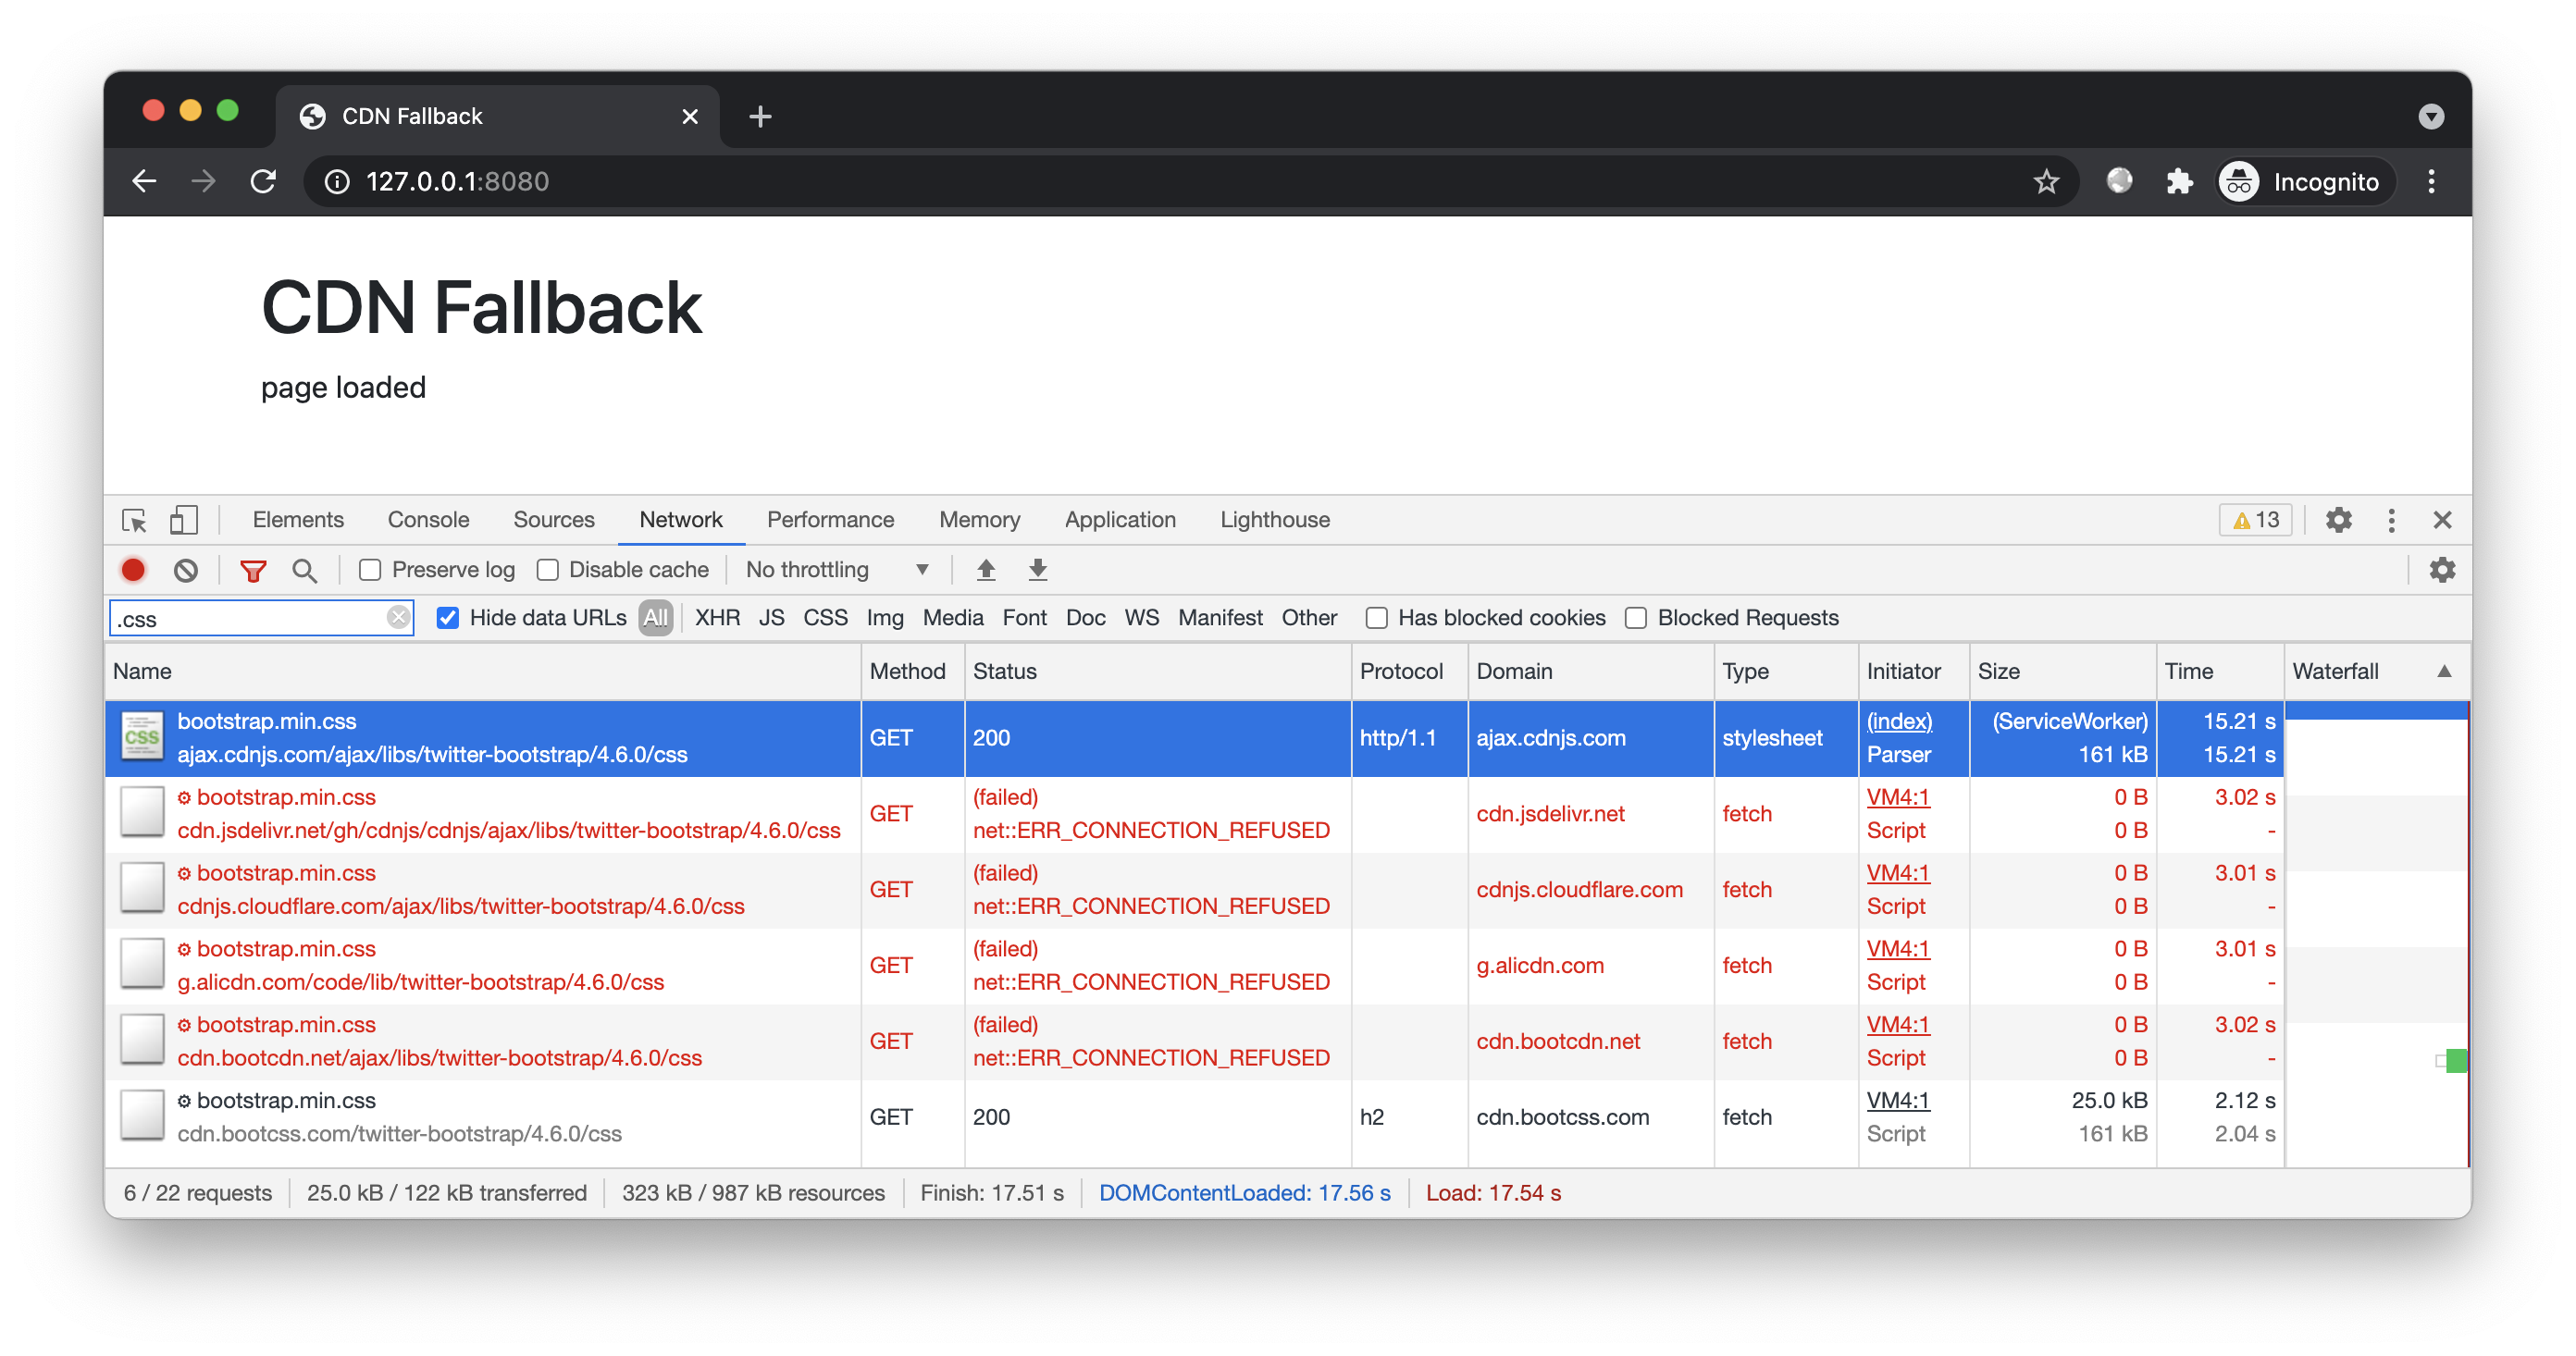 CDN Fallback
127.0.0.1:8080
Incognito
CDN Fallback
page loaded
Elements Console Sources Network Performance Memory Application Lighthouse 13
Preserve log Disable cache No throttling
.css Hide data URLs All XHR JS CSS Img Media Font Doc WS Manifest Other Has blocked cookies Blocked Requests
Name Method Status Protocol Domain Type Initiator Size Time Waterfall
bootstrap.min.css (index) (ServiceWorker) 15.21 s
CSS GET 200 http/1.1 ajax.cdnjs.com stylesheet
ajax.cdnjs.com/ajax/libs/twitter-bootstrap/4.6.0/css Parser 161 kB 15.21 s
bootstrap.min.css (failed) VM4:1 0 B 3.02 s
GET cdn.jsdelivr.net fetch
cdn.jsdelivr.net/gh/cdnjs/cdnjs/ajax/libs/twitter-bootstrap/4.6.0/css net::ERR_CONNECTION_REFUSED Script 0 B -
bootstrap.min.css (failed) VM4:1 0 B 3.01 s
GET cdnjs.cloudflare.com fetch
cdnjs.cloudflare.com/ajax/libs/twitter-bootstrap/4.6.0/css net::ERR_CONNECTION_REFUSED Script 0 B -
bootstrap.min.css (failed) VM4:1 0 B 3.01 s
GET g.alicdn.com fetch
g.alicdn.com/code/lib/twitter-bootstrap/4.6.0/css net::ERR_CONNECTION_REFUSED Script 0 B -
bootstrap.min.css (failed) VM4:1 0 B 3.02 s
GET cdn.bootcdn.net fetch
cdn.bootcdn.net/ajax/libs/twitter-bootstrap/4.6.0/css net::ERR_CONNECTION_REFUSED Script 0 B -
bootstrap.min.css VM4:1 25.0 kB 2.12 s
GET 200 h2 cdn.bootcss.com fetch
cdn.bootcss.com/twitter-bootstrap/4.6.0/css Script 161 kB 2.04 s
6 / 22 requests 25.0 kB / 122 kB transferred 323 kB / 987 kB resources Finish: 17.51 s DOMContentLoaded: 17.56 s Load: 17.54 s